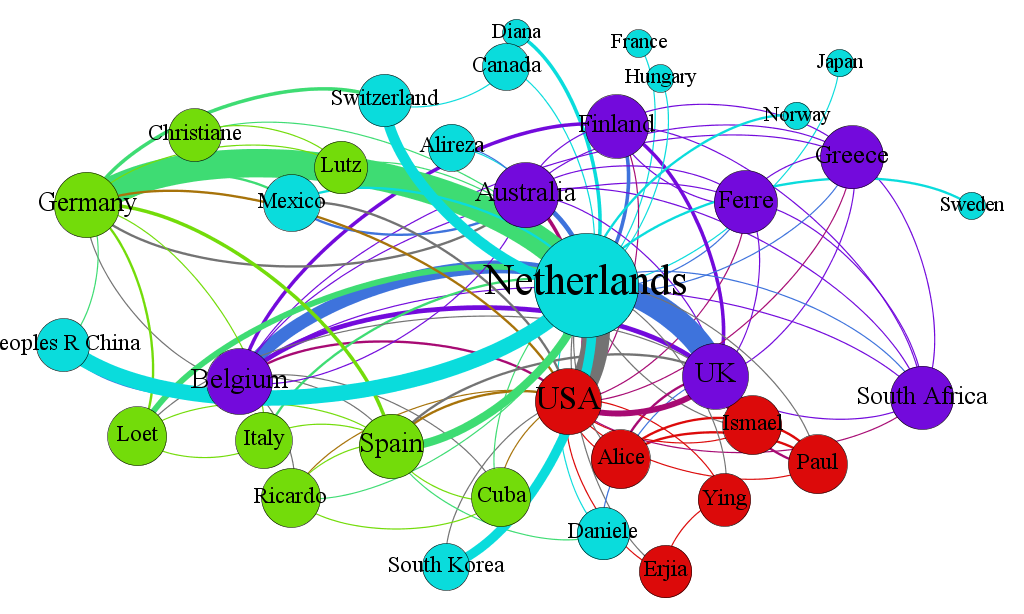 Diana
France
Canada
Japan
Hungary
Switzerland
Norway
Finland
Christiane
Alireza
Greece
Lutz
Australia
Germany
Mexico
Ferre
Sweden
Netherlands
eoples R China
Belgium
UK
USA
South Africa
Ismael
Loet
Italy
Spain
Alice
Paul
Ricardo
Cuba
Ying
Daniele
South Korea
Erjia